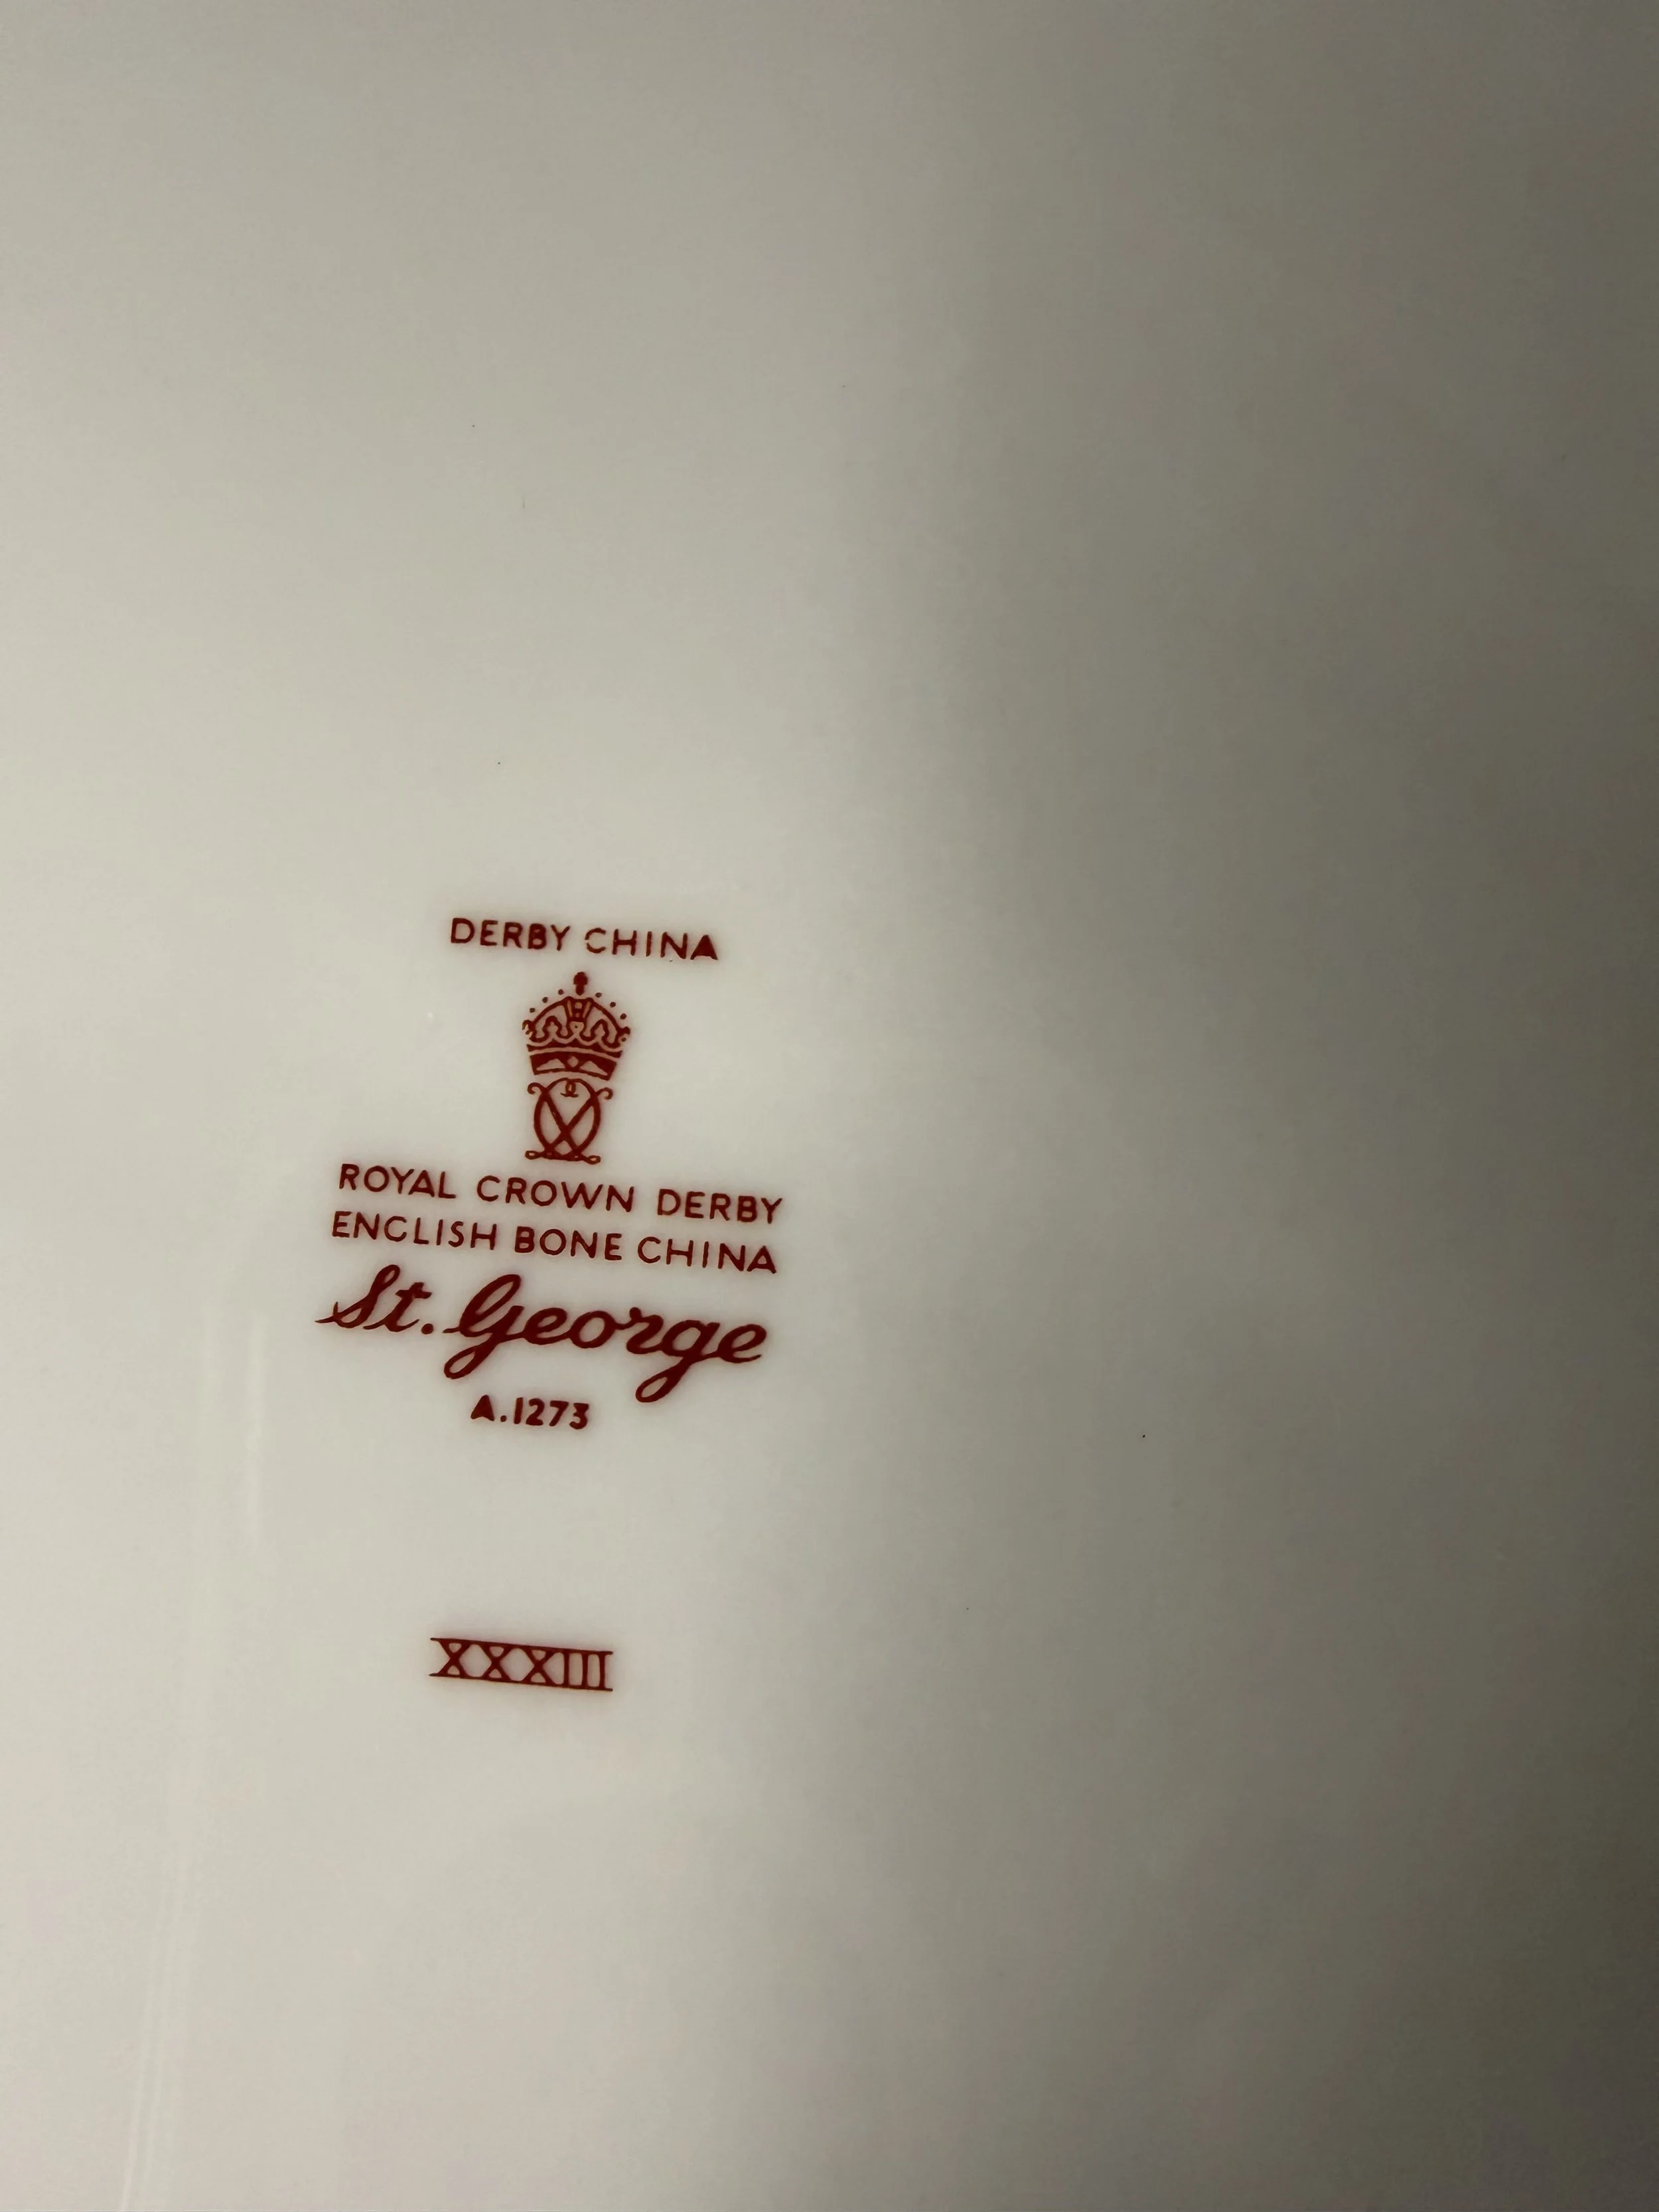 DERBY CHINA
ROYAL CROWN DERBY
ENGLISH BONE CHINA
St. George
A.1273
XXXIII